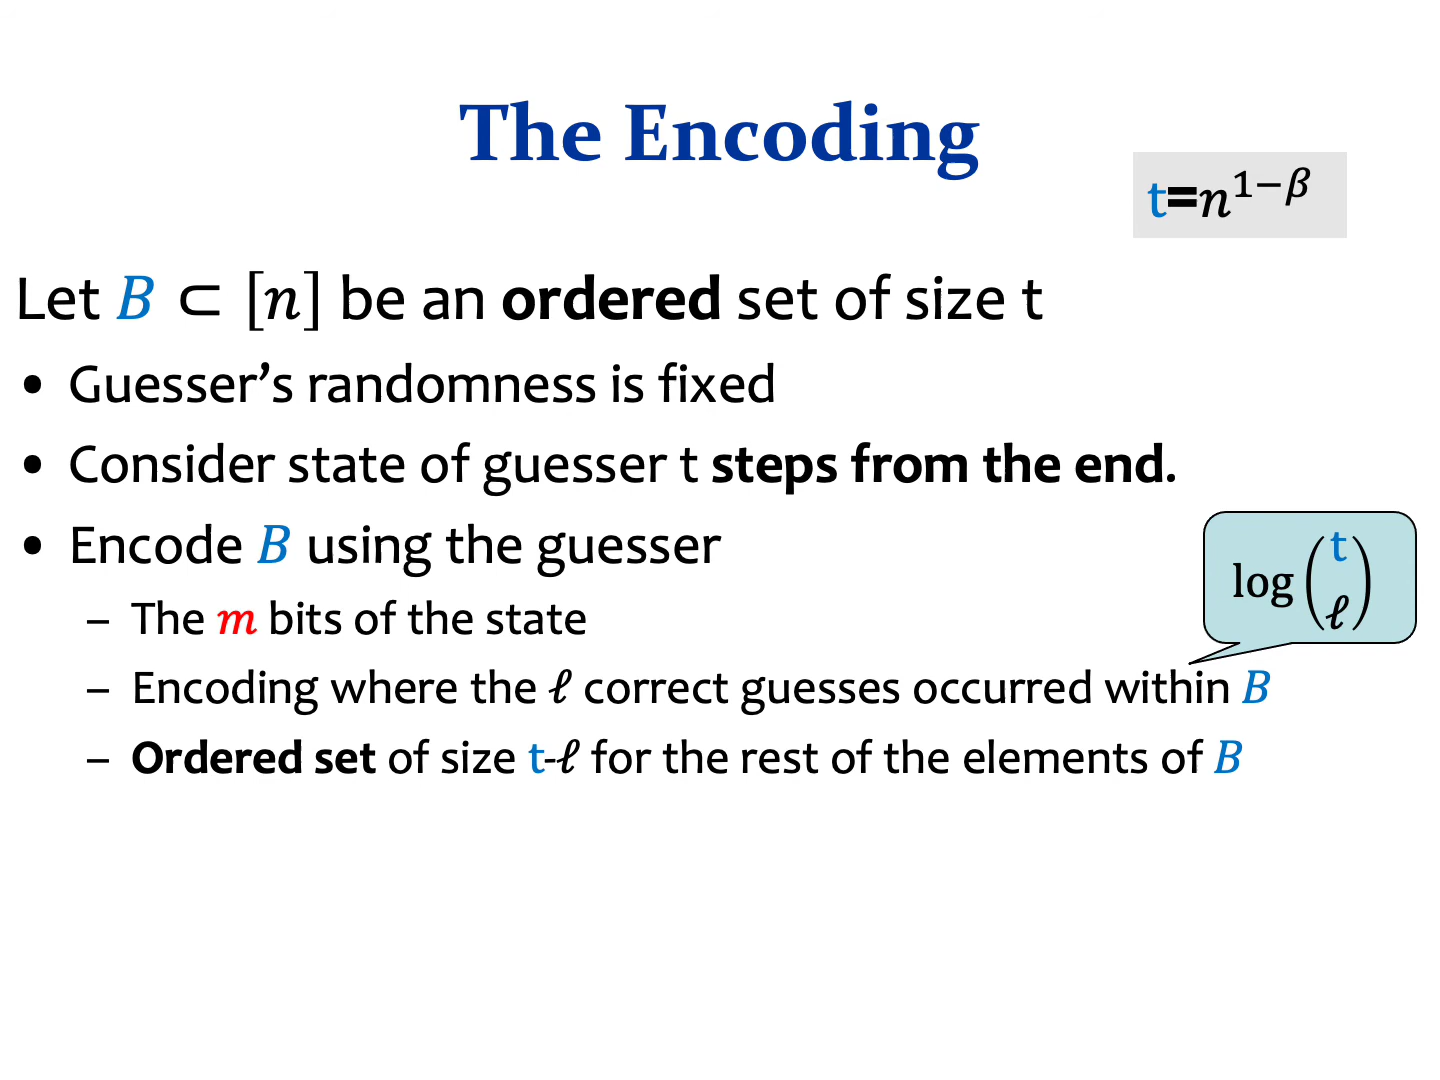 The Encoding
t=n^{1−β}
Let B ⊂ [n] be an ordered set of size t
• Guesser’s randomness is fixed
• Consider state of guesser t steps from the end.
• Encode B using the guesser
– The m bits of the state
log(t ℓ)
– Encoding where the ℓ correct guesses occurred within B
– Ordered set of size t-ℓ for the rest of the elements of B